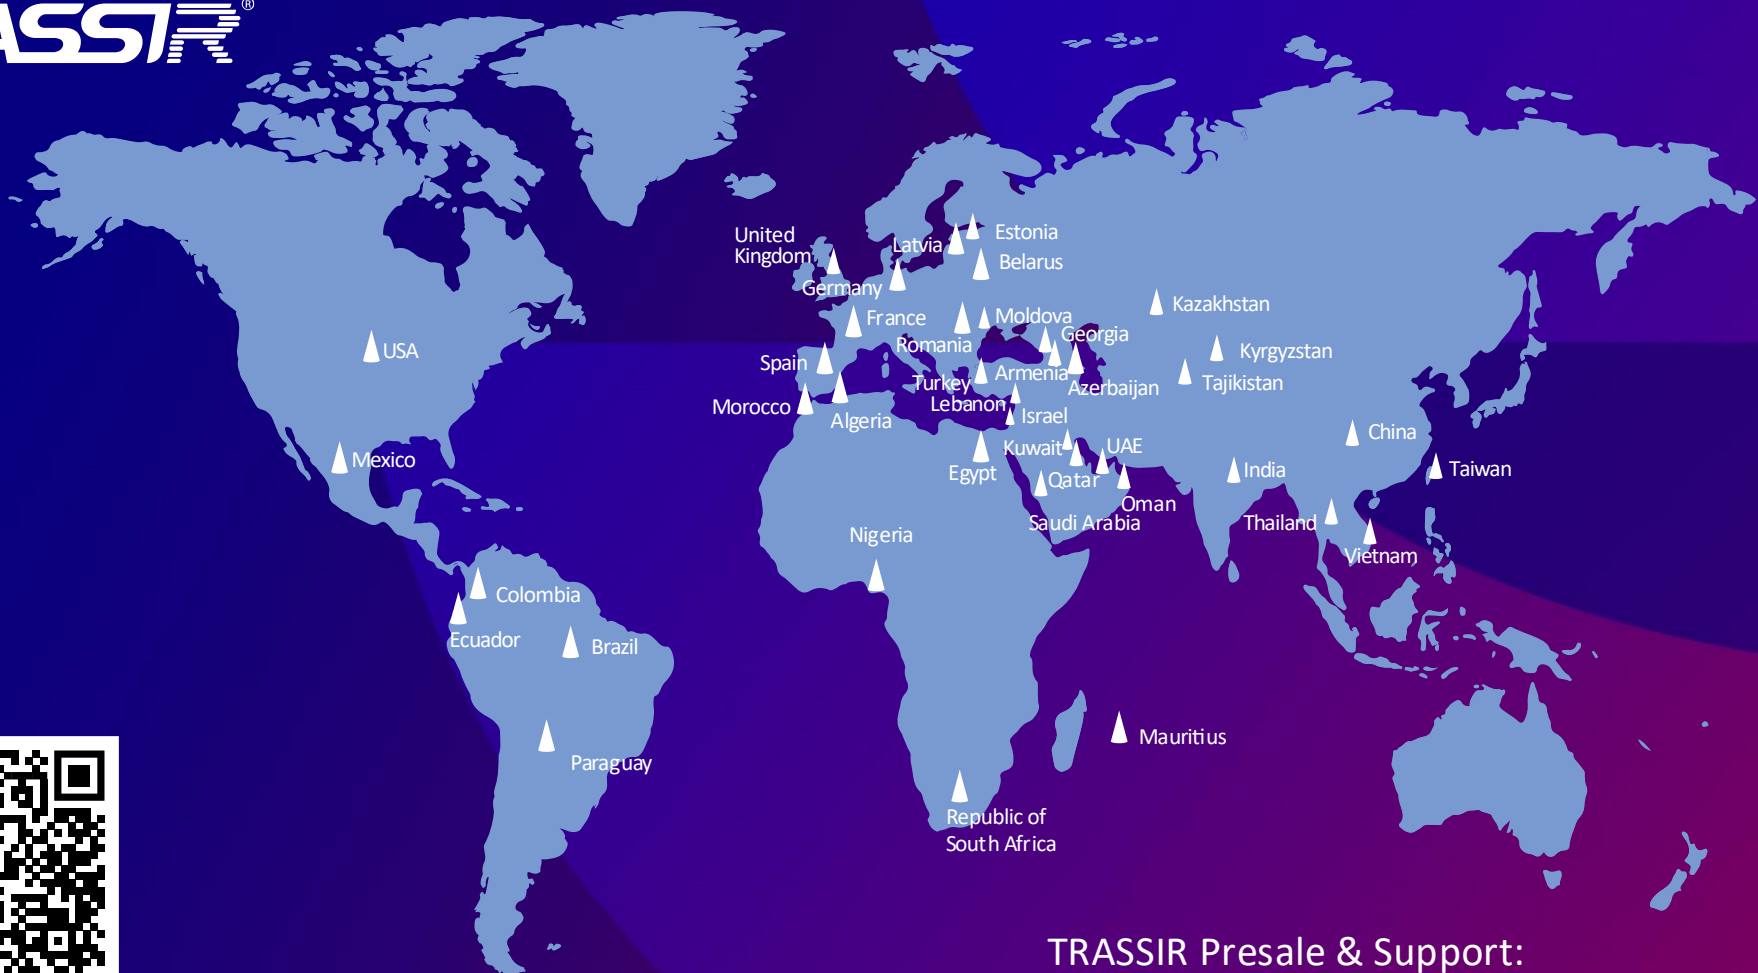 ASSIR®
United
Kingdom
Latvia
Estonia
Belarus
Germany
France
Moldova
Kazakhstan
Georgia
Romania
USA
Spain
Kyrgyzstan
Turkey
Armenia
Azerbaijan
Tajikistan
Lebanon
Morocco
Algeria
Israel
China
Mexico
Kuwait
UAE
Egypt
Qatar
India
Taiwan
Oman
Saudi Arabia
Thailand
Nigeria
Vietnam
Colombia
Ecuador
Brazil
Mauritius
Paraguay
Republic of
South Africa
TRASSIR Presale & Support: